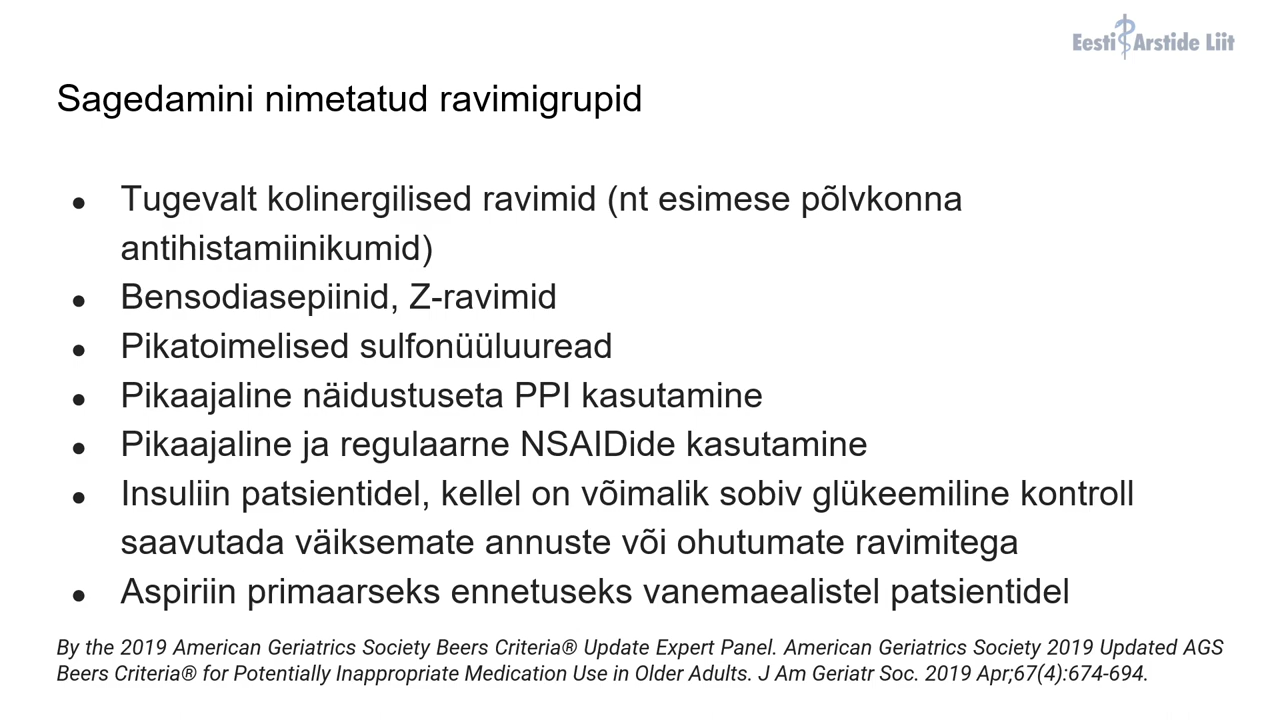 Eesti Arstide Liit
Sagedamini nimetatud ravimigrupid
● Tugevalt kolinergilised ravimid (nt esimese põlvkonna
antihistamiinikumid)
● Bensodiasepiinid, Z-ravimid
● Pikatoimelised sulfonüüluuread
● Pikaajaline näidustuseta PPI kasutamine
● Pikaajaline ja regulaarne NSAIDide kasutamine
● Insuliin patsientidel, kellel on võimalik sobiv glükeemiline kontroll
saavutada väiksemate annuste või ohutumate ravimitega
● Aspiriin primaarseks ennetuseks vanemaealistel patsientidel
By the 2019 American Geriatrics Society Beers Criteria® Update Expert Panel. American Geriatrics Society 2019 Updated AGS
Beers Criteria® for Potentially Inappropriate Medication Use in Older Adults. J Am Geriatr Soc. 2019 Apr;67(4):674-694.